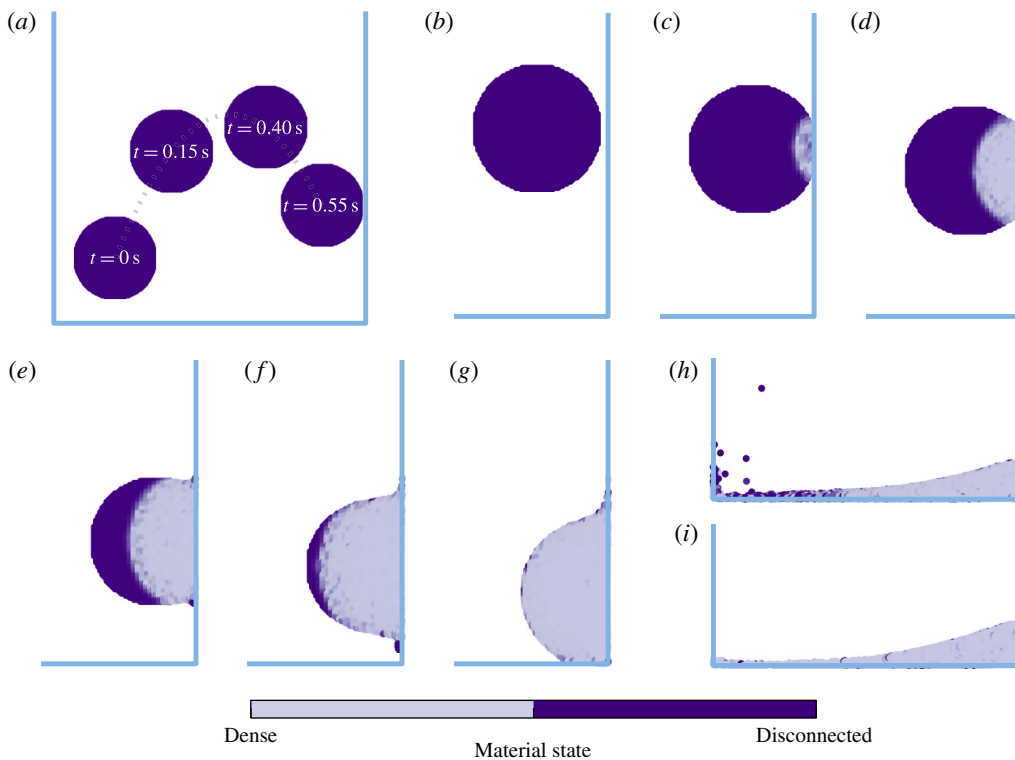 (a)
(b)
(c)
(d)
t = 0.40 s
t = 0.15 s
t = 0.55 s
t = 0 s
(e)
(f)
(g)
(h)
(i)
Dense
Disconnected
Material state